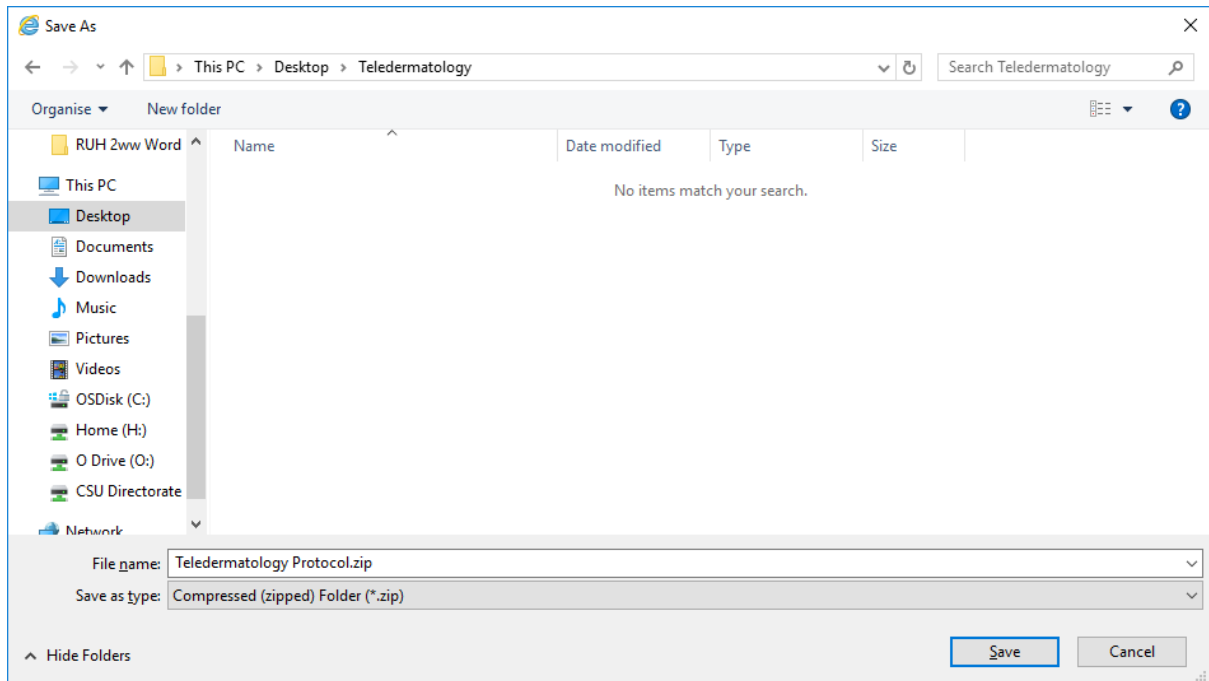 Save As
This PC > Desktop > Teledermatology
Search Teledermatology
Organise
New folder
Name
Date modified
Type
Size
No items match your search.
RUH 2ww Word
This PC
Desktop
Documents
Downloads
Music
Pictures
Videos
OSDisk (C:)
Home (H:)
O Drive (O:)
CSU Directorate
Network
File name: Teledermatology Protocol.zip
Save as type: Compressed (zipped) Folder (*.zip)
Hide Folders
Save
Cancel